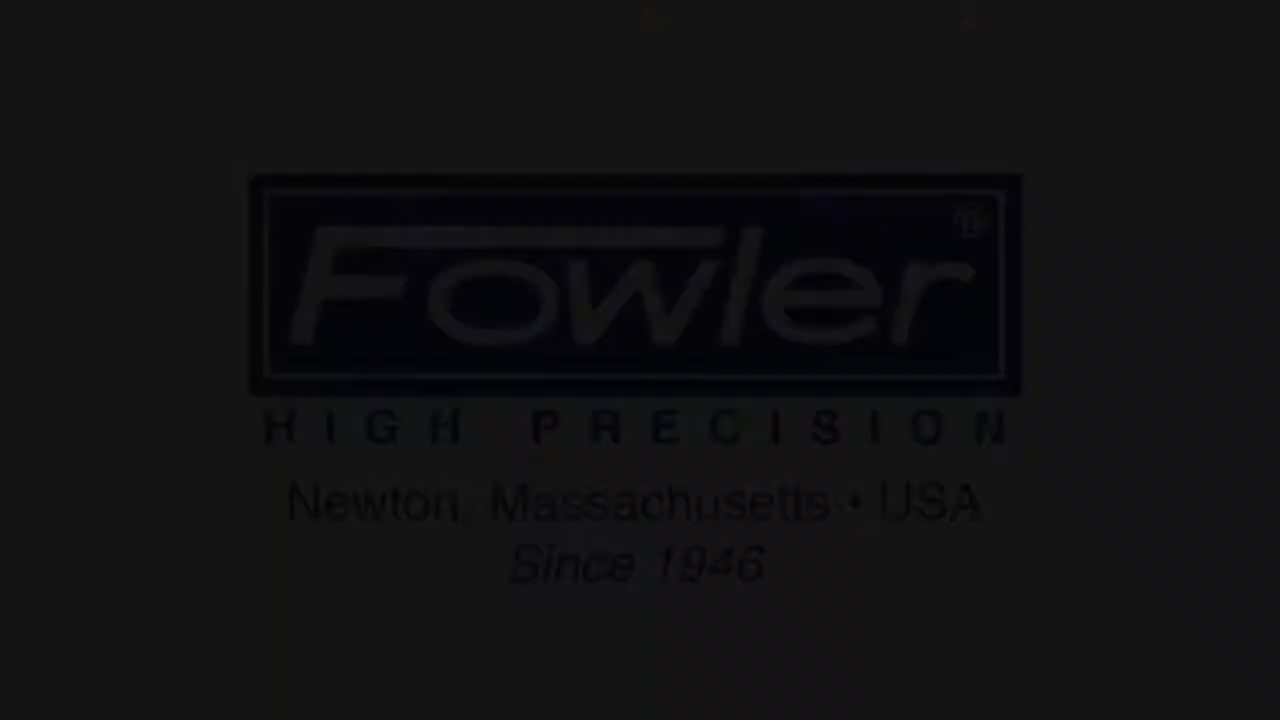 Fowler®
HIGH PRECISION
Newton, Massachusetts • USA
Since 1946